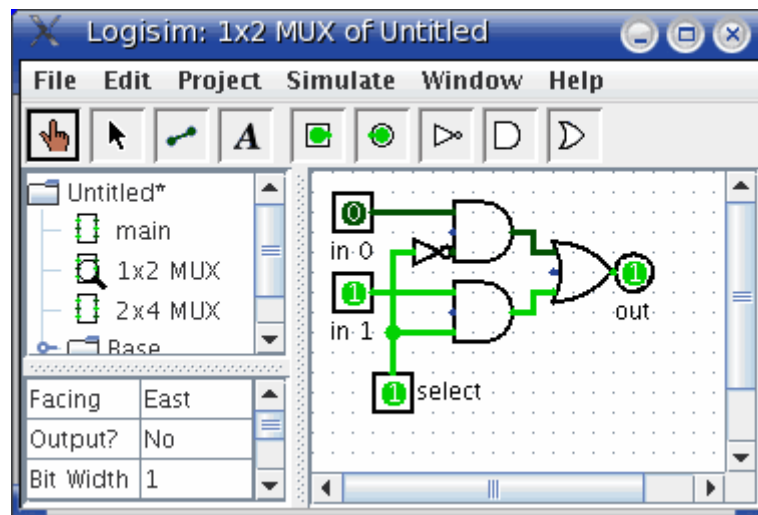 Logisim: 1x2 MUX of Untitled
File Edit Project Simulate Window Help
A
Untitled*
main
1x2 MUX
2x4 MUX
Base
Facing East
Output? No
Bit Width 1
0
in 0
1
in 1
1
out
1 select